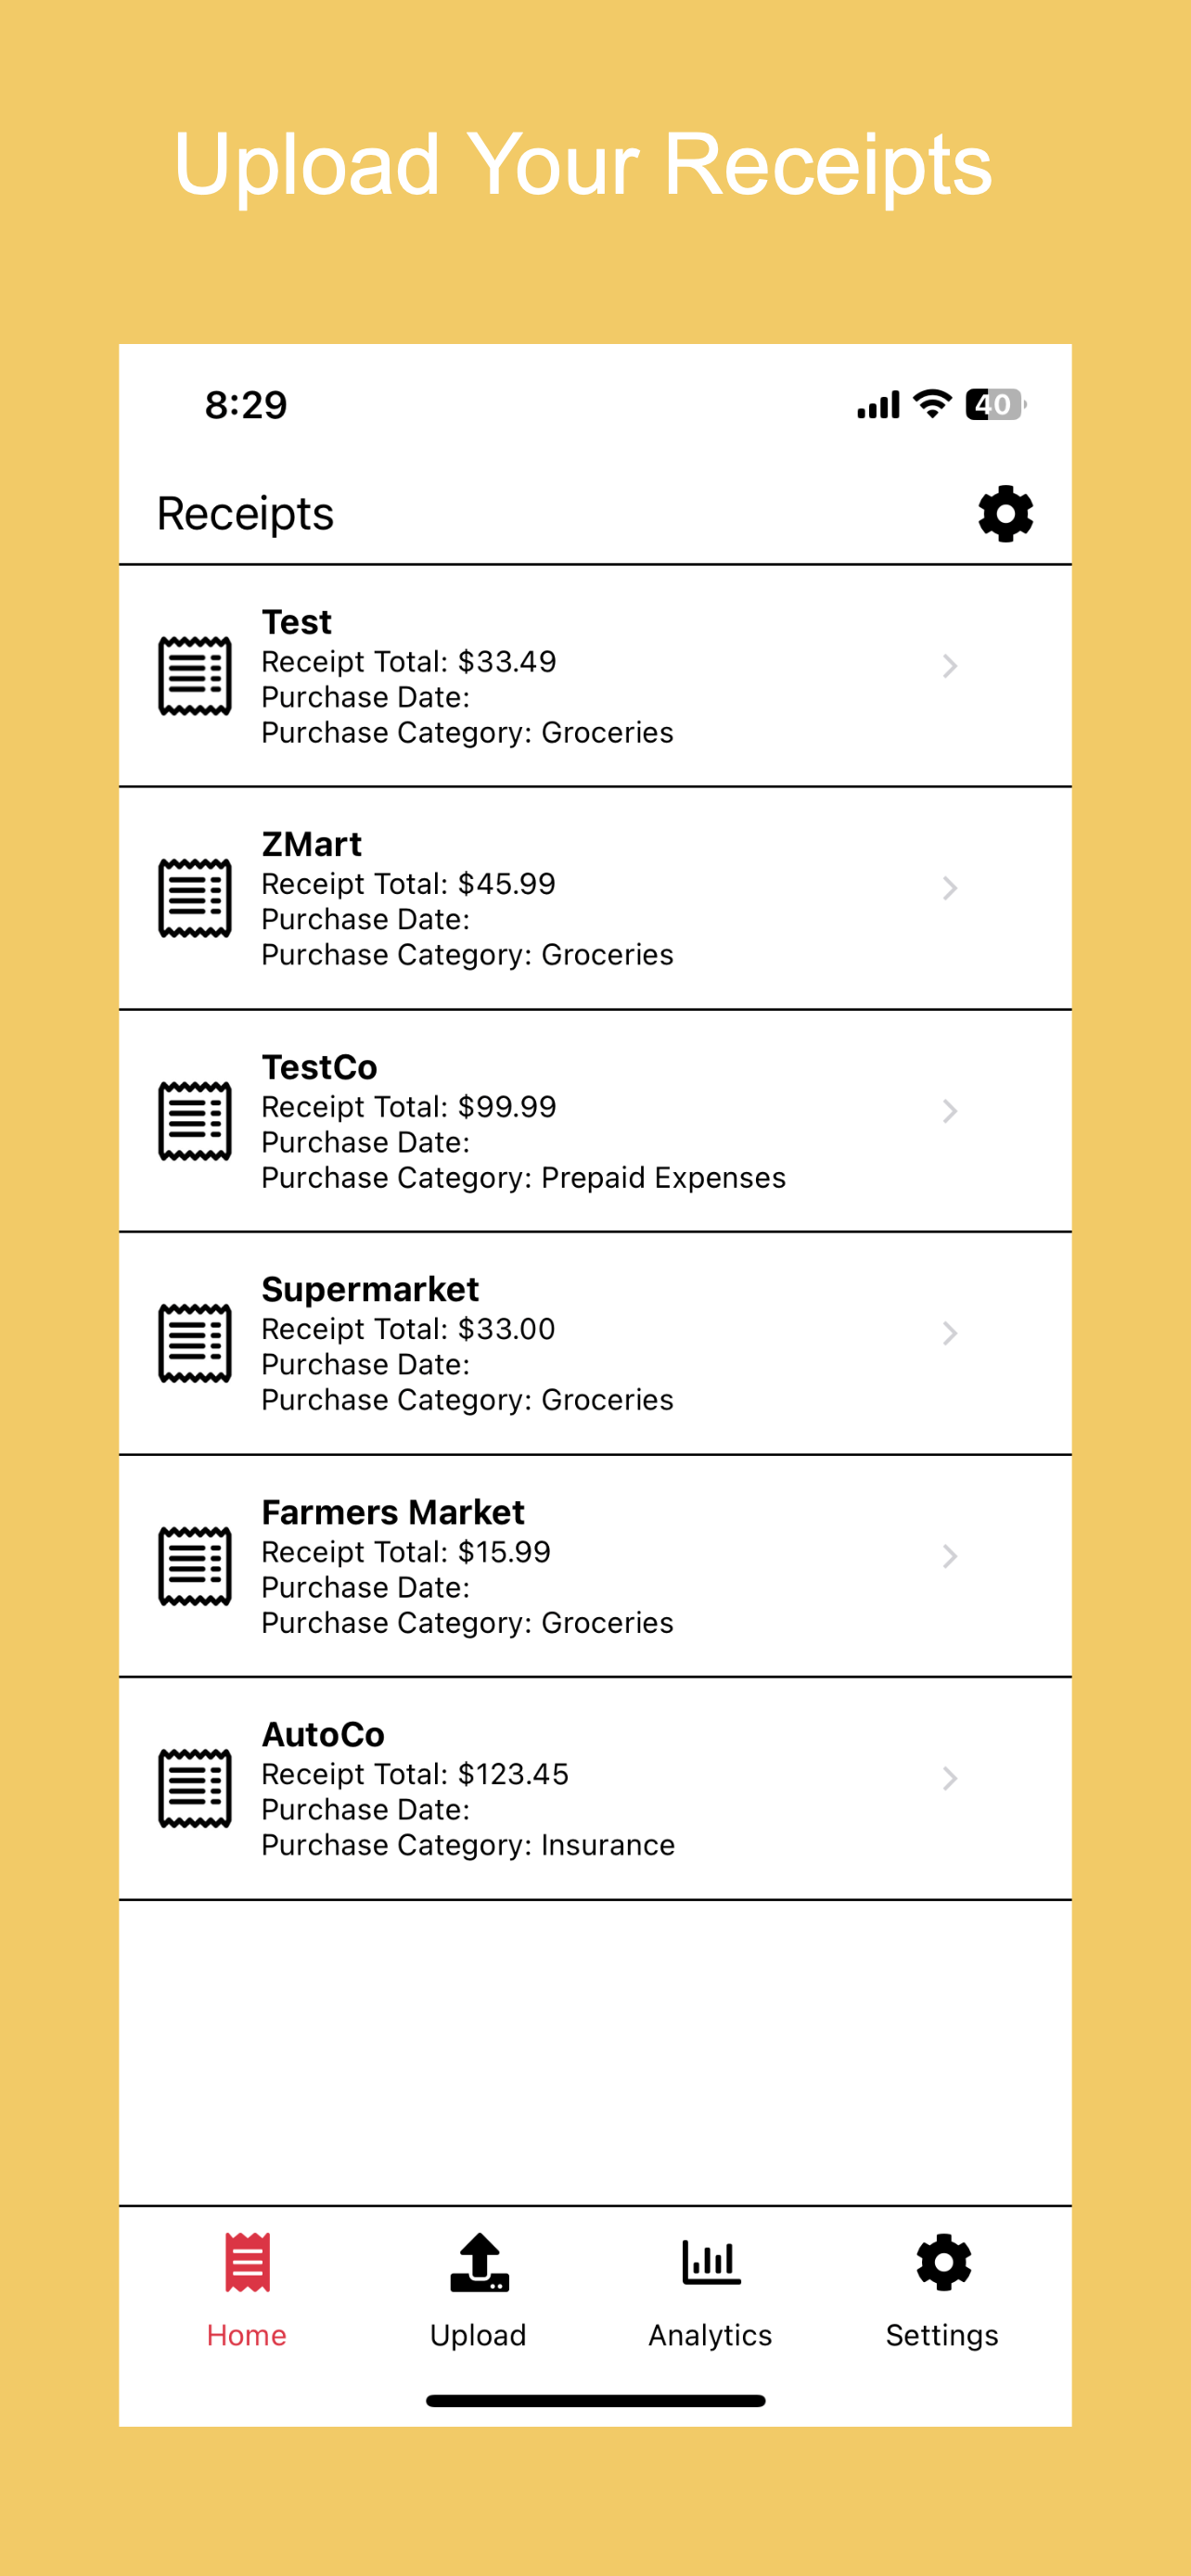 Upload Your Receipts
8:29
40
Receipts
Test
Receipt Total: $33.49
Purchase Date:
Purchase Category: Groceries
ZMart
Receipt Total: $45.99
Purchase Date:
Purchase Category: Groceries
TestCo
Receipt Total: $99.99
Purchase Date:
Purchase Category: Prepaid Expenses
Supermarket
Receipt Total: $33.00
Purchase Date:
Purchase Category: Groceries
Farmers Market
Receipt Total: $15.99
Purchase Date:
Purchase Category: Groceries
AutoCo
Receipt Total: $123.45
Purchase Date:
Purchase Category: Insurance
Home Upload Analytics Settings